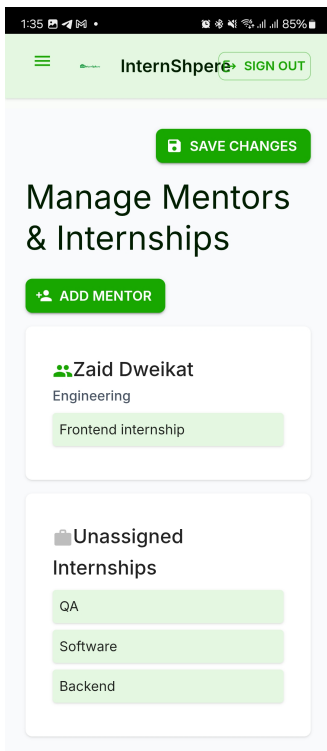 1:35 85%
InternShpere SIGN OUT
SAVE CHANGES
Manage Mentors
& Internships
ADD MENTOR
Zaid Dweikat
Engineering
Frontend internship
Unassigned
Internships
QA
Software
Backend